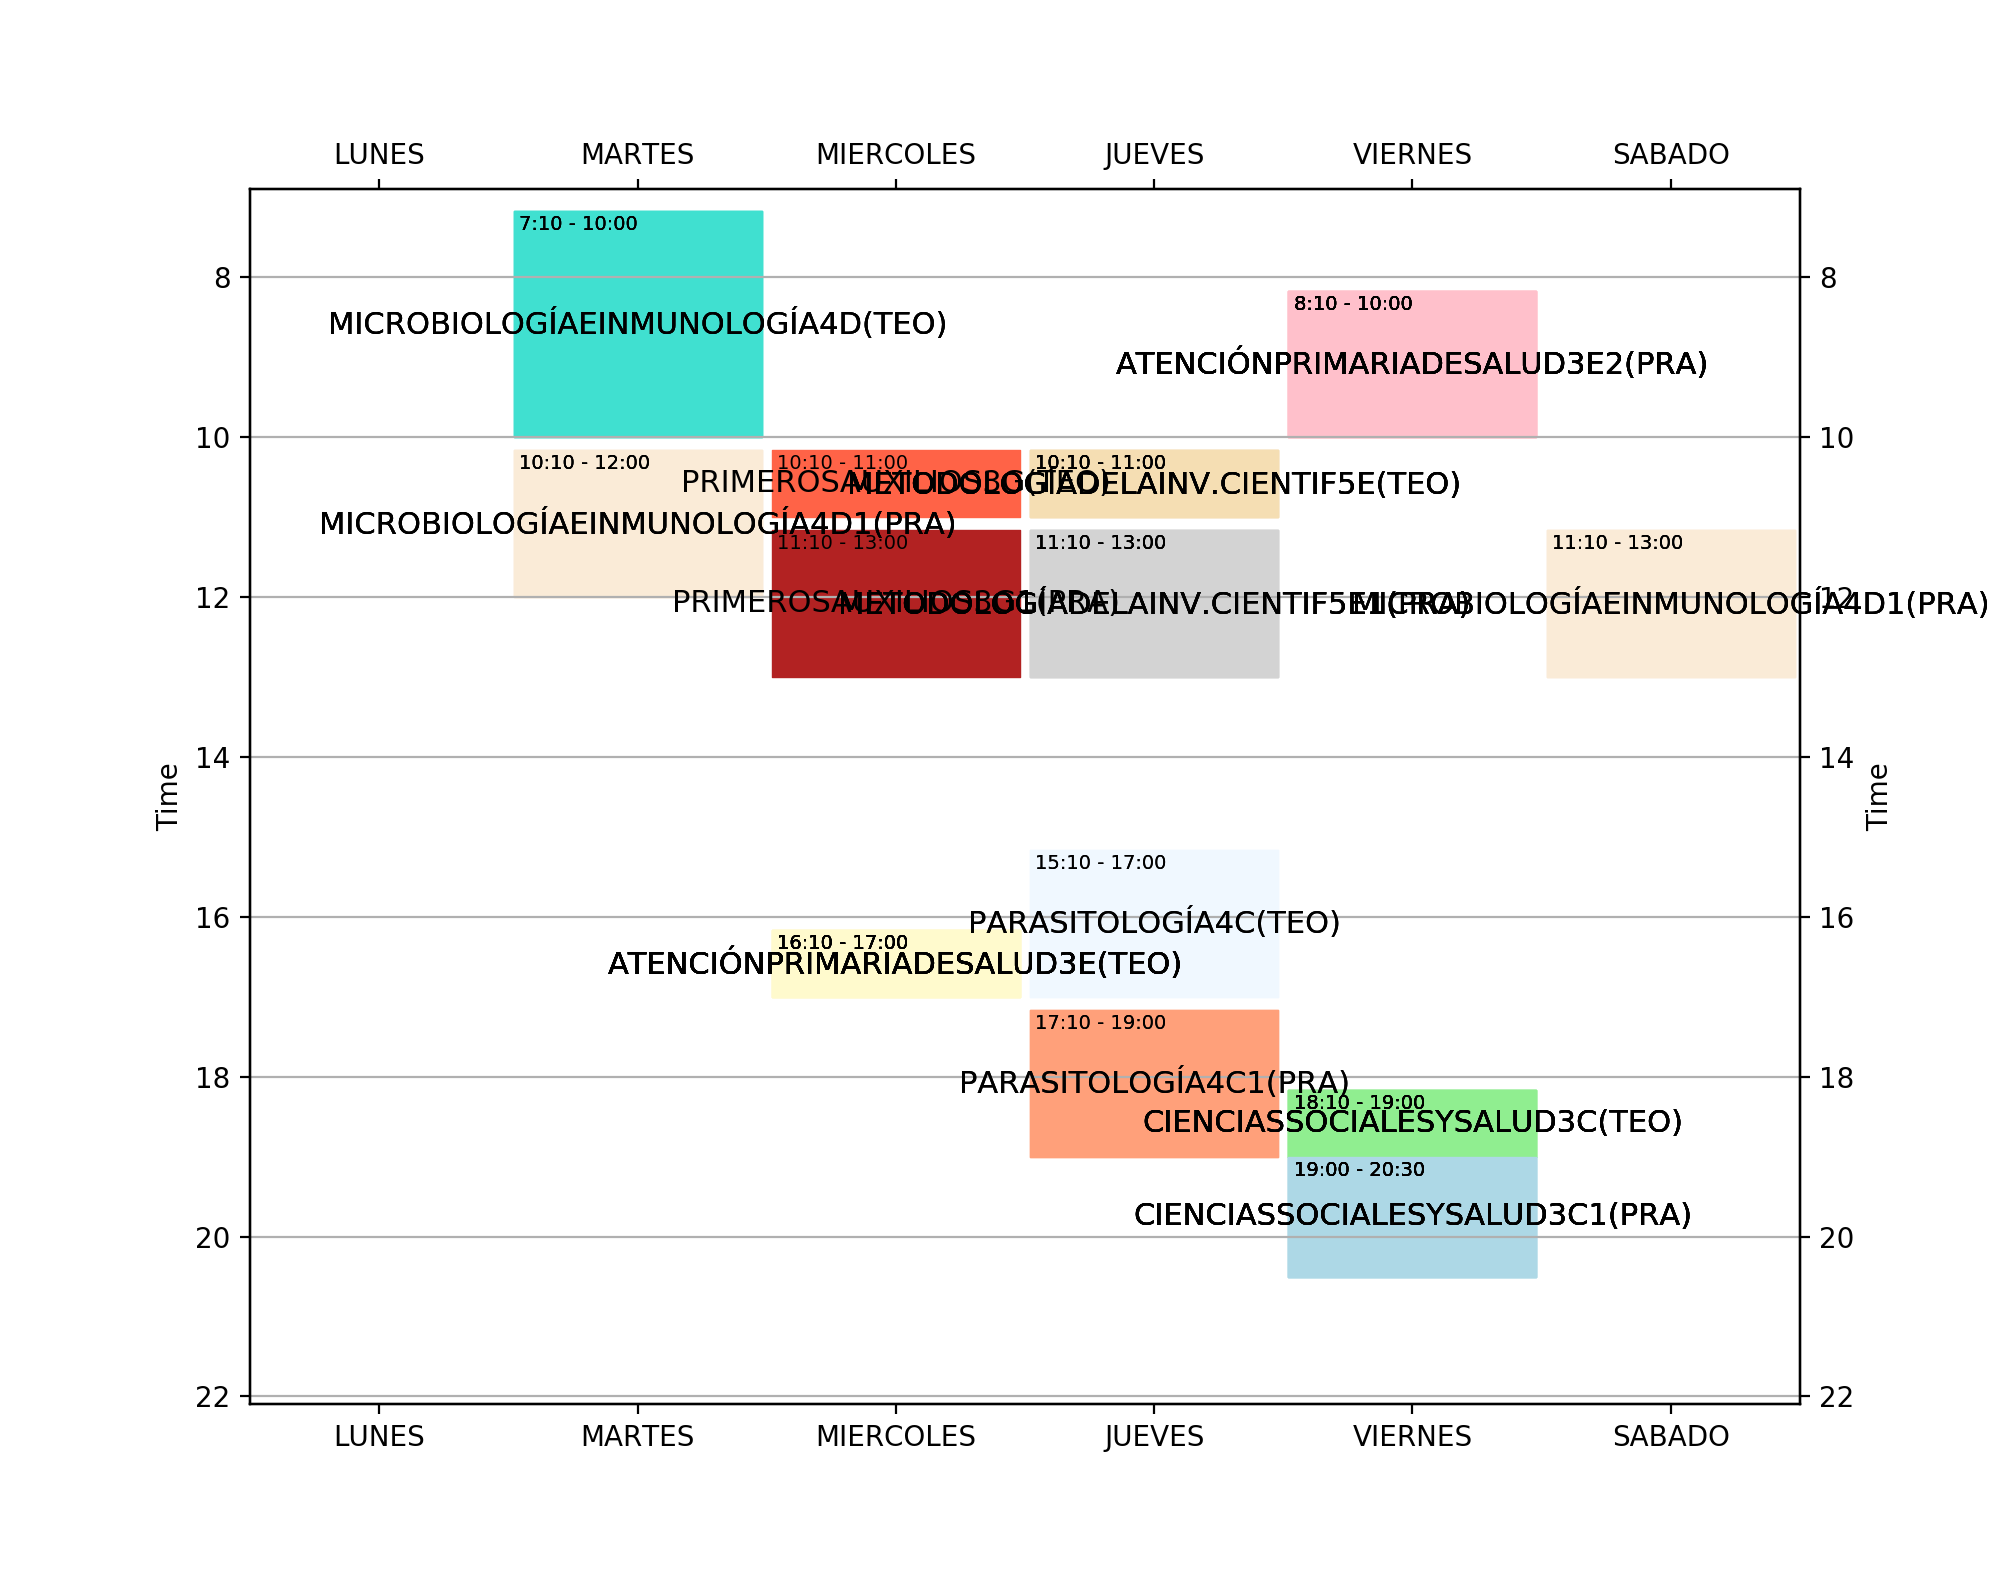 LUNES MARTES MIERCOLES JUEVES VIERNES SABADO
7:10 - 10:00
8 8
8:10 - 10:00
MICROBIOLOGÍAEINMUNOLOGÍA4D(TEO)
ATENCIÓNPRIMARIADESALUD3E2(PRA)
10 10
10:10 - 12:00 10:10 - 11:00 10:10 - 11:00
METODOLOGÍADELAINV.CIENTIF5E(TEO)
MICROBIOLOGÍAEINMUNOLOGÍA4D1(PRA)
11:10 - 13:00 11:10 - 13:00 11:10 - 13:00
12 12
METODOLOGÍADELAINV.CIENTIF5E1(PRA) MICROBIOLOGÍAEINMUNOLOGÍA4D1(PRA)
14 14
Time Time
15:10 - 17:00
16 16
PARASITOLOGÍA4C(TEO)
16:10 - 17:00
ATENCIÓNPRIMARIADESALUD3E(TEO)
17:10 - 19:00
18 18
PARASITOLOGÍA4C1(PRA)
18:10 - 19:00
CIENCIASSOCIALESYSALUD3C(TEO)
19:00 - 20:30
CIENCIASSOCIALESYSALUD3C1(PRA)
20 20
22 22
LUNES MARTES MIERCOLES JUEVES VIERNES SABADO